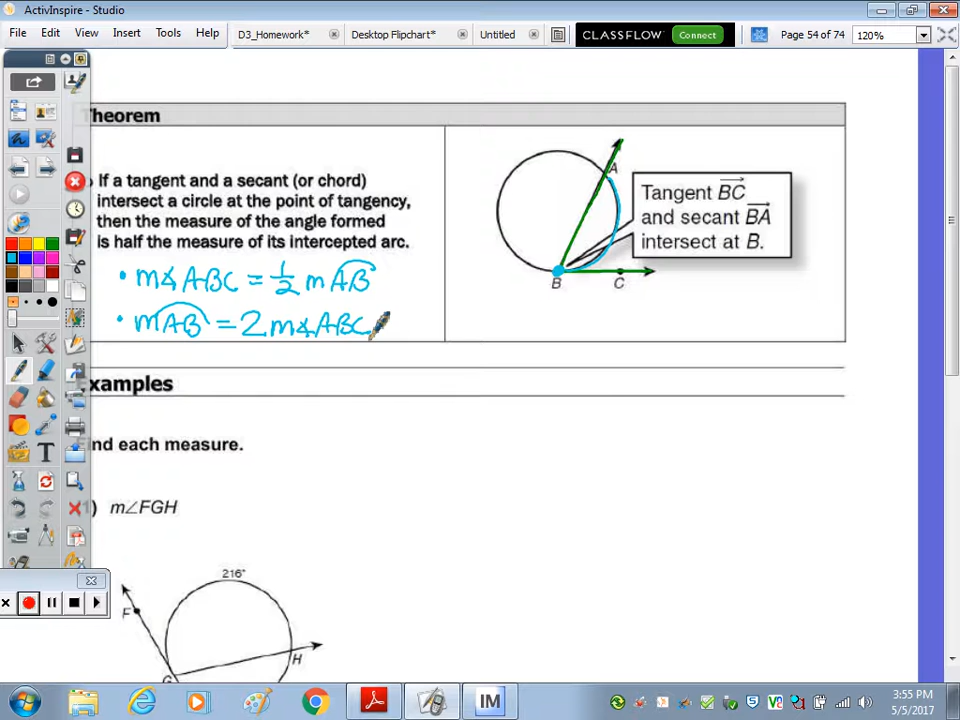 ActivInspire - Studio
File Edit View Insert Tools Help D3_Homework* Desktop Flipchart* Untitled CLASSFLOW Connect Page 54 of 74 120%
Theorem
If a tangent and a secant (or chord)
intersect a circle at the point of tangency,
then the measure of the angle formed
is half the measure of its intercepted arc.
• m∡ABC = 1/2 mAB
• mAB = 2m∡ABC
A
B
C
Tangent BC
and secant BA
intersect at B.
xamples
ind each measure.
1) m∠FGH
216°
F
H
G
T
IM
3:55 PM
5/5/2017